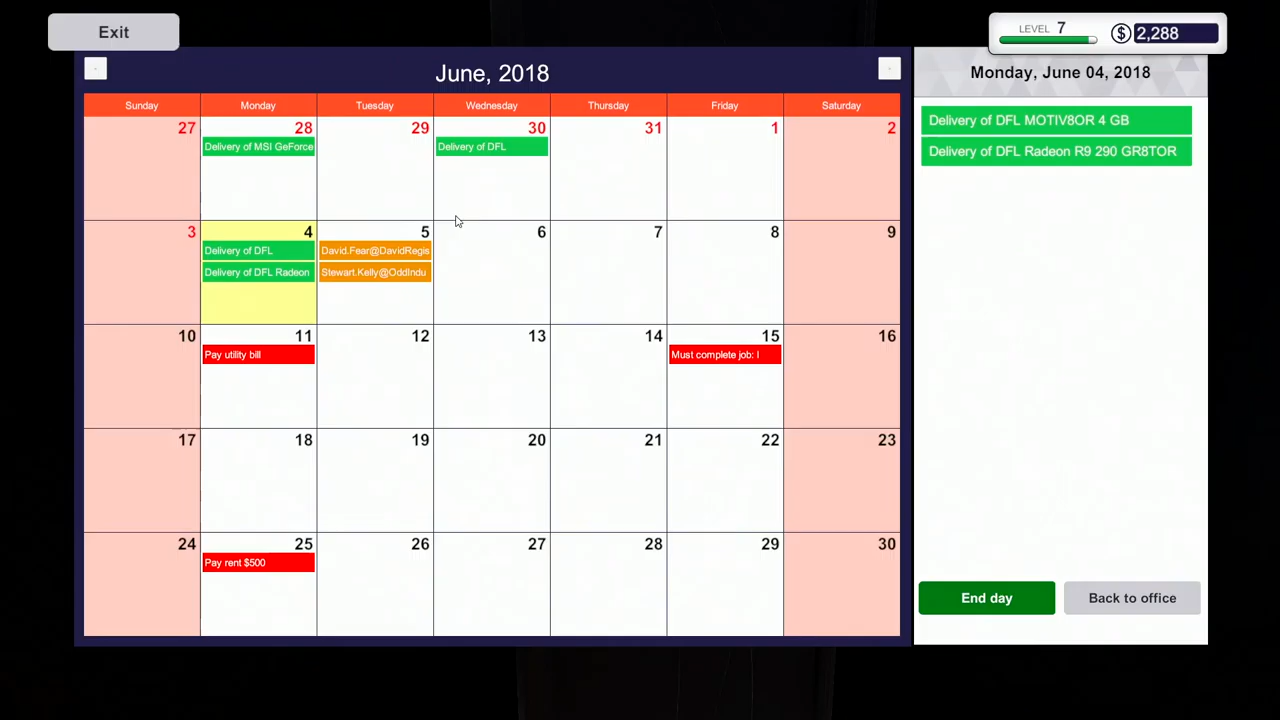 Exit
LEVEL 7
$ 2,288
June, 2018
Monday, June 04, 2018
Sunday Monday Tuesday Wednesday Thursday Friday Saturday
27 28 29 30 31 1 2
Delivery of MSI GeForce
Delivery of DFL
3 4 5 6 7 8 9
Delivery of DFL
David.Fear@DavidRegis
Delivery of DFL Radeon
Stewart.Kelly@OddIndu
10 11 12 13 14 15 16
Pay utility bill
Must complete job: I
17 18 19 20 21 22 23
24 25 26 27 28 29 30
Pay rent $500
Delivery of DFL MOTIV8OR 4 GB
Delivery of DFL Radeon R9 290 GR8TOR
End day
Back to office